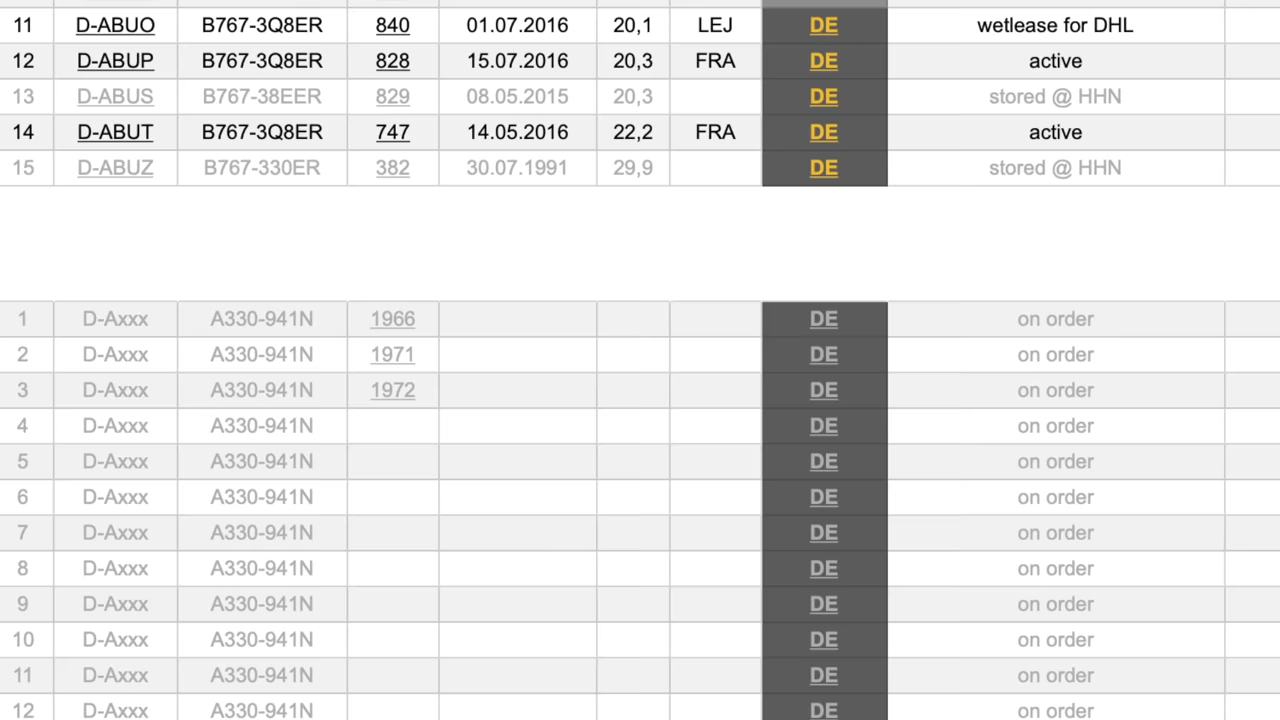 11 D-ABUO B767-3Q8ER 840 01.07.2016 20,1 LEJ DE wetlease for DHL
12 D-ABUP B767-3Q8ER 828 15.07.2016 20,3 FRA DE active
13 D-ABUS B767-38EER 829 08.05.2015 20,3 DE stored @ HHN
14 D-ABUT B767-3Q8ER 747 14.05.2016 22,2 FRA DE active
15 D-ABUZ B767-330ER 382 30.07.1991 29,9 DE stored @ HHN
1 D-Axxx A330-941N 1966 DE on order
2 D-Axxx A330-941N 1971 DE on order
3 D-Axxx A330-941N 1972 DE on order
4 D-Axxx A330-941N DE on order
5 D-Axxx A330-941N DE on order
6 D-Axxx A330-941N DE on order
7 D-Axxx A330-941N DE on order
8 D-Axxx A330-941N DE on order
9 D-Axxx A330-941N DE on order
10 D-Axxx A330-941N DE on order
11 D-Axxx A330-941N DE on order
12 D-Axxx A330-941N DE on order